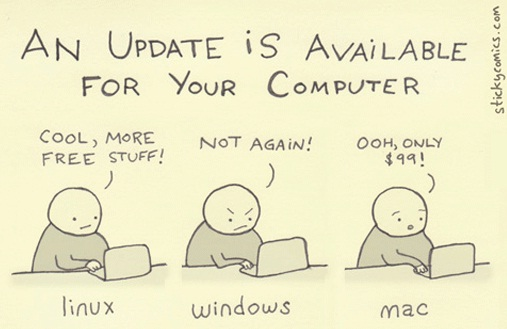 AN UPDATE iS AVAiLABLE
FOR YOUR COMPUTER
stickycomics.com
COOL, MORE
FREE STUFF!
NOT AGAiN!
OOH, ONLY
$99!
linux
windows
mac